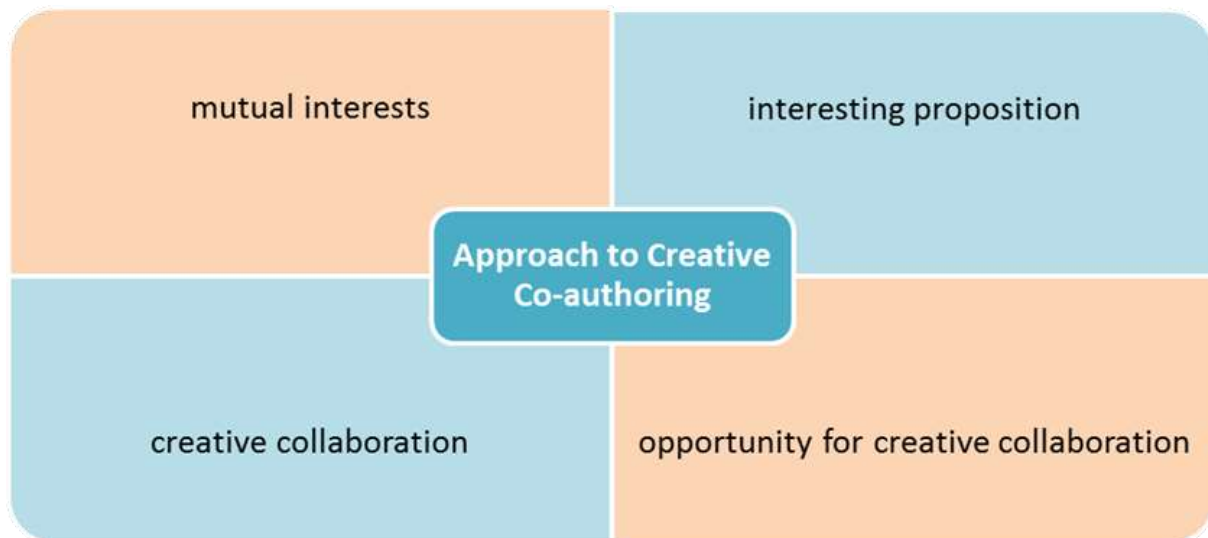 mutual interests
interesting proposition
Approach to Creative
Co-authoring
creative collaboration
opportunity for creative collaboration